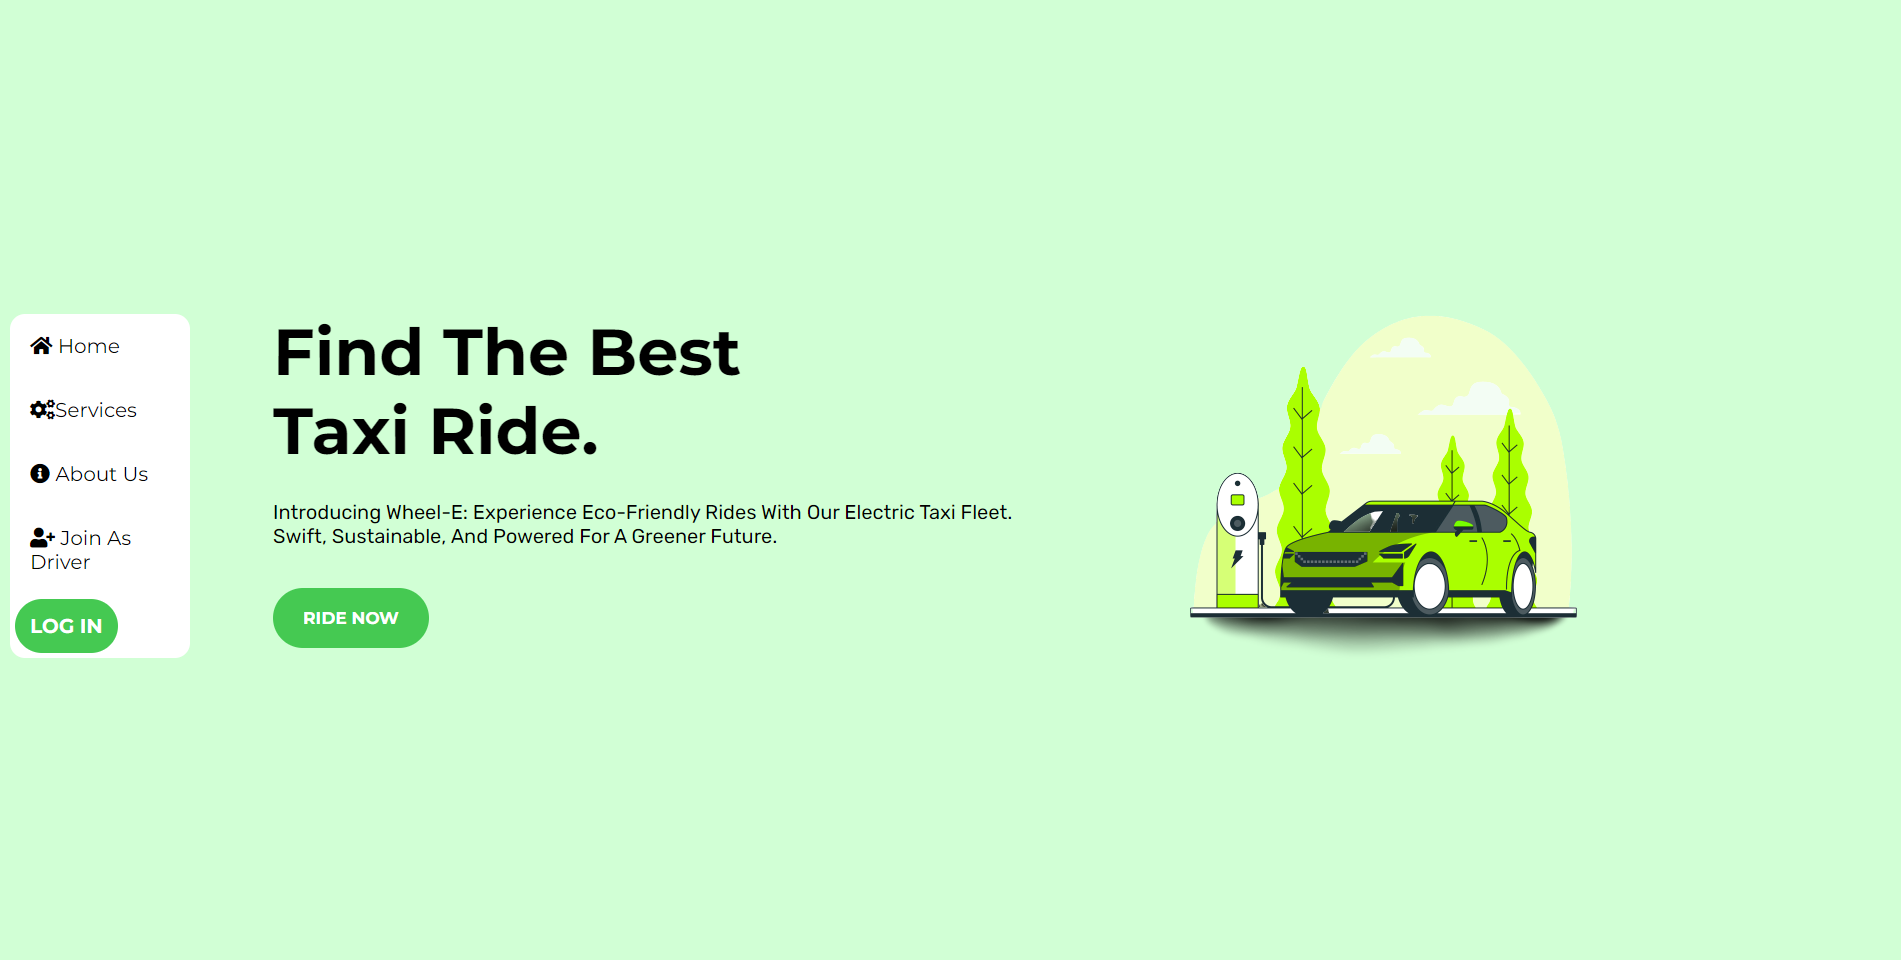 Home
Services
About Us
Join As
Driver
LOG IN
Find The Best
Taxi Ride.
Introducing Wheel-E: Experience Eco-Friendly Rides With Our Electric Taxi Fleet.
Swift, Sustainable, And Powered For A Greener Future.
RIDE NOW